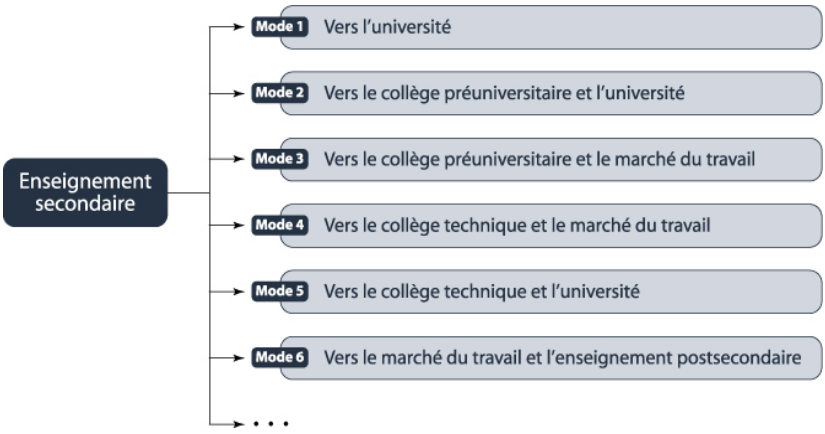 Enseignement
secondaire
Mode 1 Vers l'université
Mode 2 Vers le collège préuniversitaire et l'université
Mode 3 Vers le collège préuniversitaire et le marché du travail
Mode 4 Vers le collège technique et le marché du travail
Mode 5 Vers le collège technique et l'université
Mode 6 Vers le marché du travail et l'enseignement postsecondaire
• • •